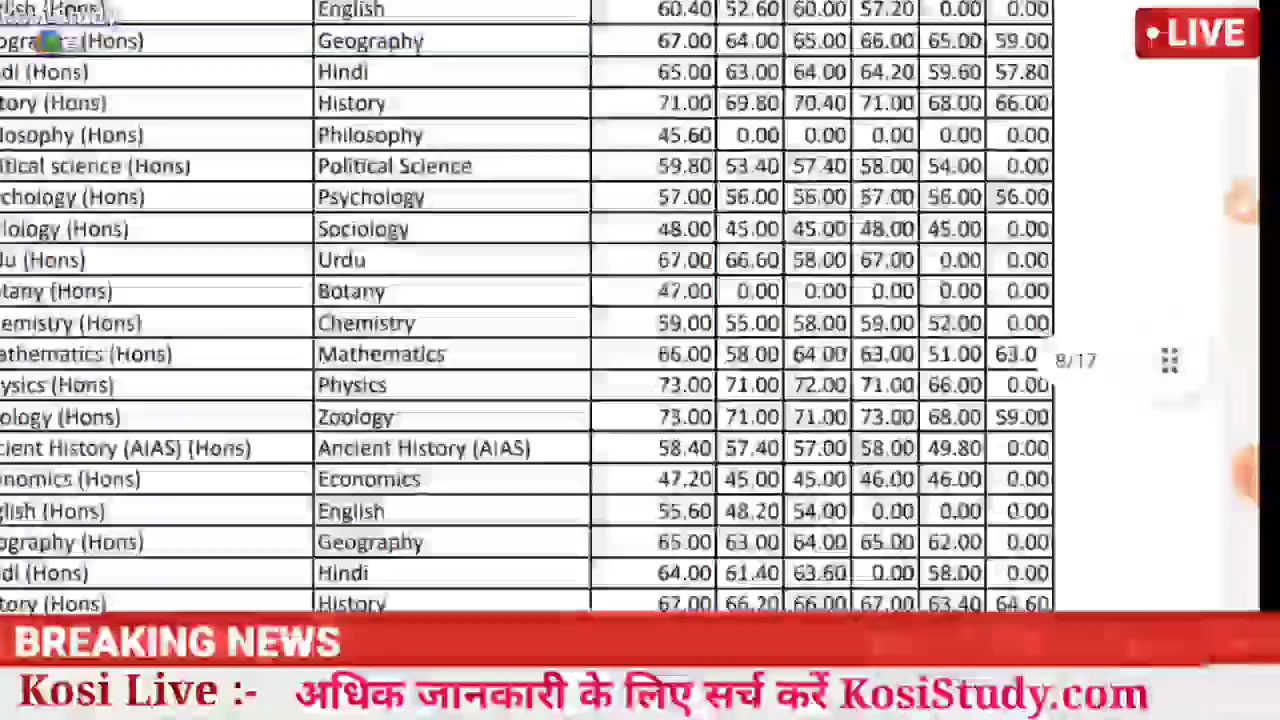 glish (Hons) English 60.40 52.60 60.00 57.20 0.00 0.00
LIVE
(Hons) Geography 67.00 64.00 65.00 66.00 65.00 59.00
di (Hons) Hindi 65.00 63.00 64.00 64.20 59.60 57.80
tory (Hons) History 71.00 69.80 70.40 71.00 68.00 66.00
losophy (Hons) Philosophy 45.60 0.00 0.00 0.00 0.00 0.00
itical science (Hons) Political Science 59.80 53.40 57.40 58.00 54.00 0.00
ychology (Hons) Psychology 57.00 56.00 56.00 57.00 56.00 56.00
iology (Hons) Sociology 48.00 45.00 45.00 48.00 45.00 0.00
du (Hons) Urdu 67.00 66.60 58.00 67.00 0.00 0.00
tany (Hons) Botany 47.00 0.00 0.00 0.00 0.00 0.00
emistry (Hons) Chemistry 59.00 55.00 58.00 59.00 52.00 0.00
athematics (Hons) Mathematics 66.00 58.00 64.00 63.00 51.00 63.0
8/17
ysics (Hons) Physics 73.00 71.00 72.00 71.00 66.00 0.00
ology (Hons) Zoology 73.00 71.00 71.00 73.00 68.00 59.00
cient History (AIAS) (Hons) Ancient History (AIAS) 58.40 57.40 57.00 58.00 49.80 0.00
onomics (Hons) Economics 47.20 45.00 45.00 46.00 46.00 0.00
glish (Hons) English 55.60 48.20 54.00 0.00 0.00 0.00
ography (Hons) Geography 65.00 63.00 64.00 65.00 62.00 0.00
di (Hons) Hindi 64.00 61.40 63.60 0.00 58.00 0.00
tory (Hons) History 67.00 66.20 66.00 67.00 63.40 64.60
BREAKING NEWS
Kosi Live :- अधिक जानकारी के लिए सर्च करें KosiStudy.com